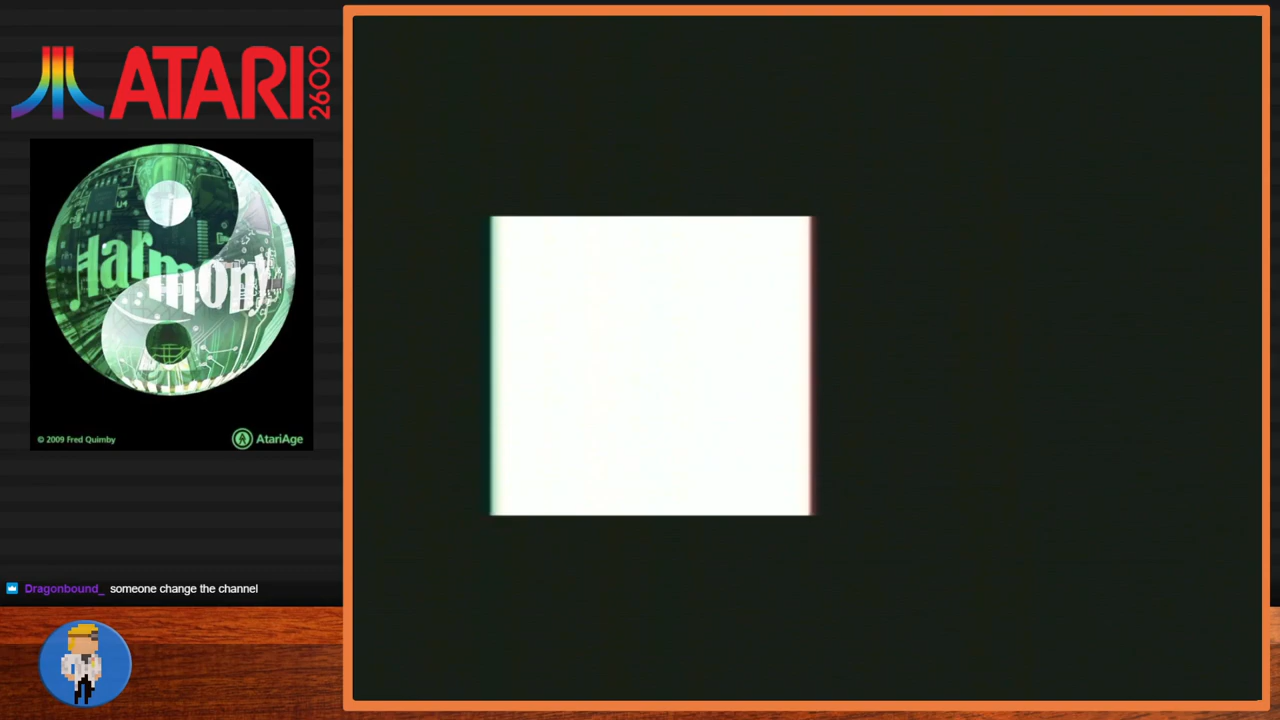 ATARI 2600
Harmony
© 2009 Fred Quimby
AtariAge
Dragonbound_ someone change the channel